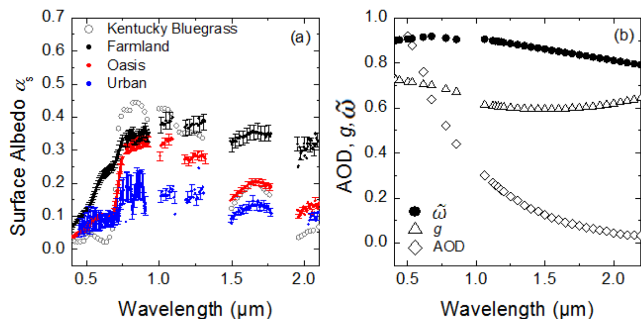 Kentucky Bluegrass
Farmland
Oasis
Urban
(a)
Surface Albedo αₛ
0.7
0.6
0.5
0.4
0.3
0.2
0.1
0.0
0.5 1.0 1.5 2.0
Wavelength (µm)
(b)
AOD, g, ω̃
1.0
0.8
0.6
0.4
0.2
0.0
ω̃
g
AOD
0.5 1.0 1.5 2.0
Wavelength (µm)